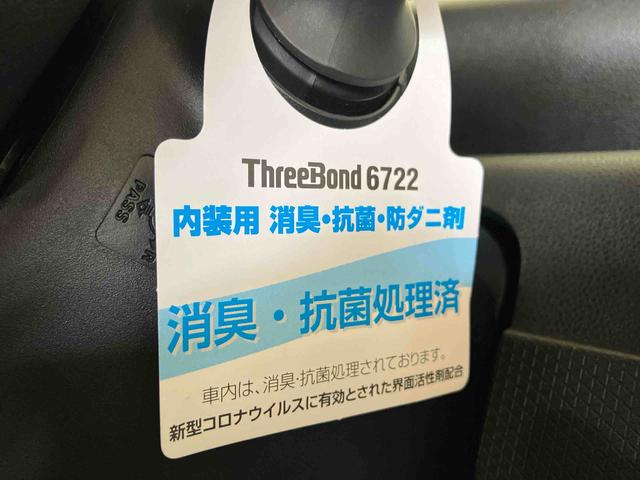 ThreeBond 6722
内装用 消臭・抗菌・防ダニ剤
消臭・抗菌処理済
車内は、消臭・抗菌処理されております。
新型コロナウイルスに有効とされた界面活性剤配合
PASS